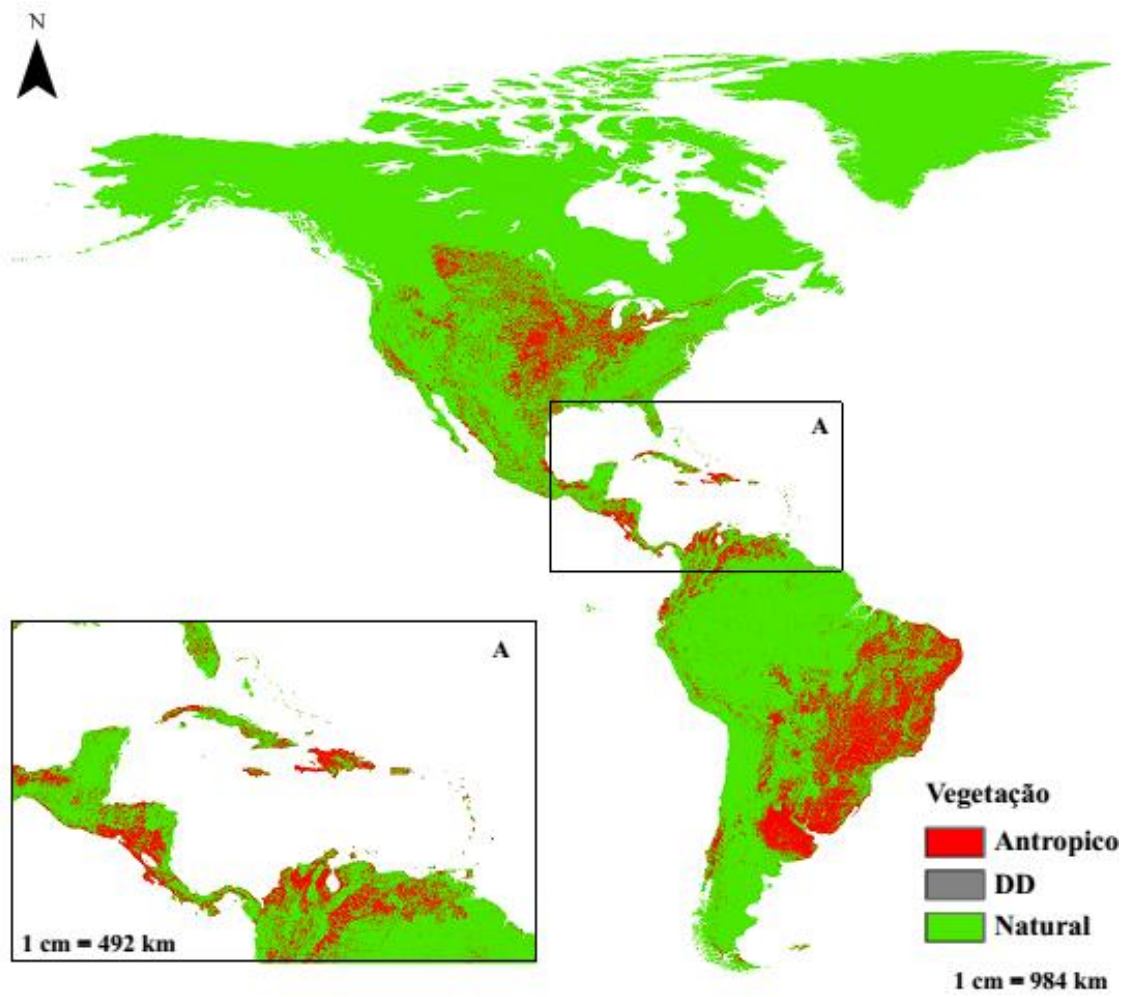 N
A
A
1 cm = 492 km
Vegetação
Antropico
DD
Natural
1 cm = 984 km